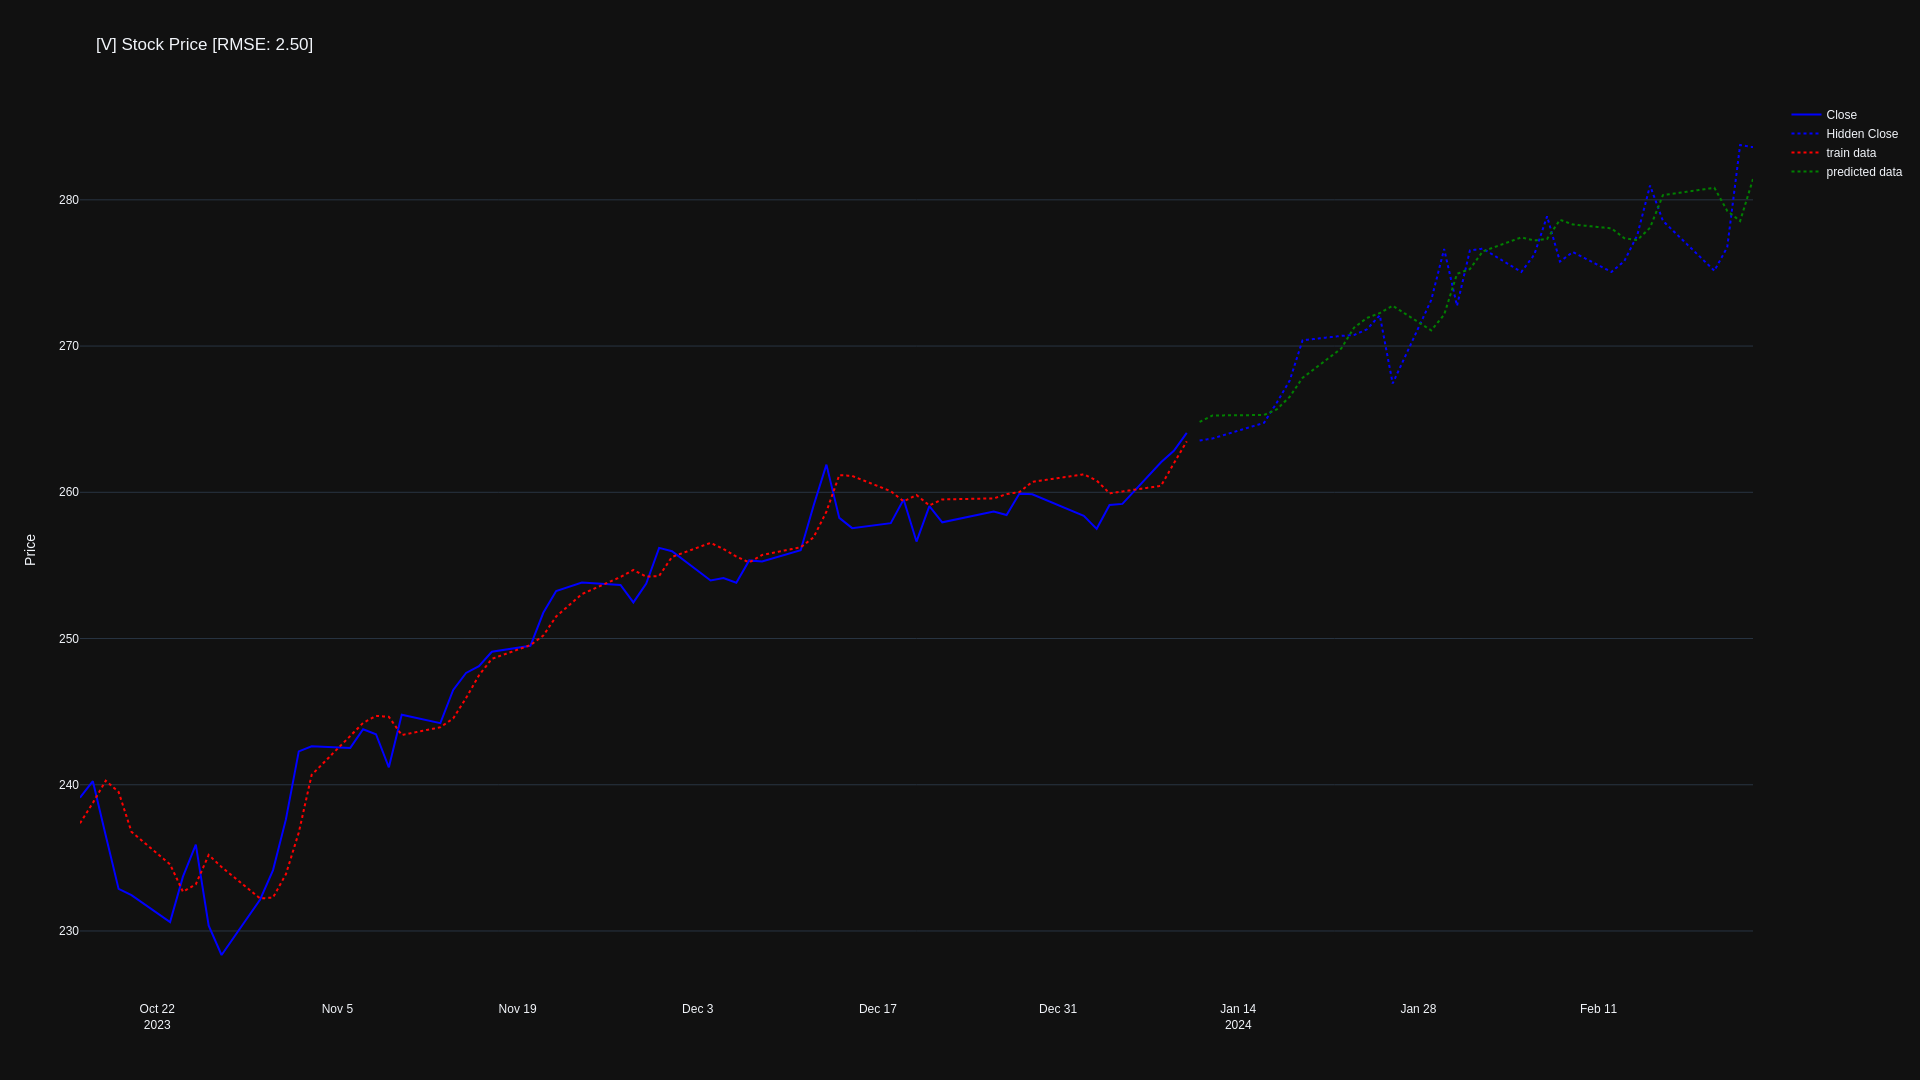 [V] Stock Price [RMSE: 2.50]
Close
Hidden Close
train data
predicted data
Price
280
270
260
250
240
230
Oct 22
2023
Nov 5
Nov 19
Dec 3
Dec 17
Dec 31
Jan 14
2024
Jan 28
Feb 11